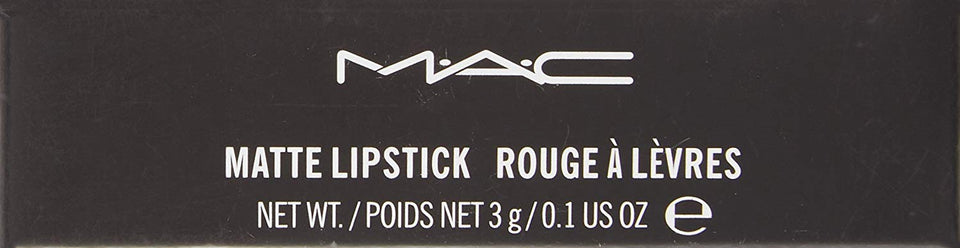 M·A·C
MATTE LIPSTICK ROUGE À LÈVRES
NET WT. / POIDS NET 3 g / 0.1 US OZ ℮